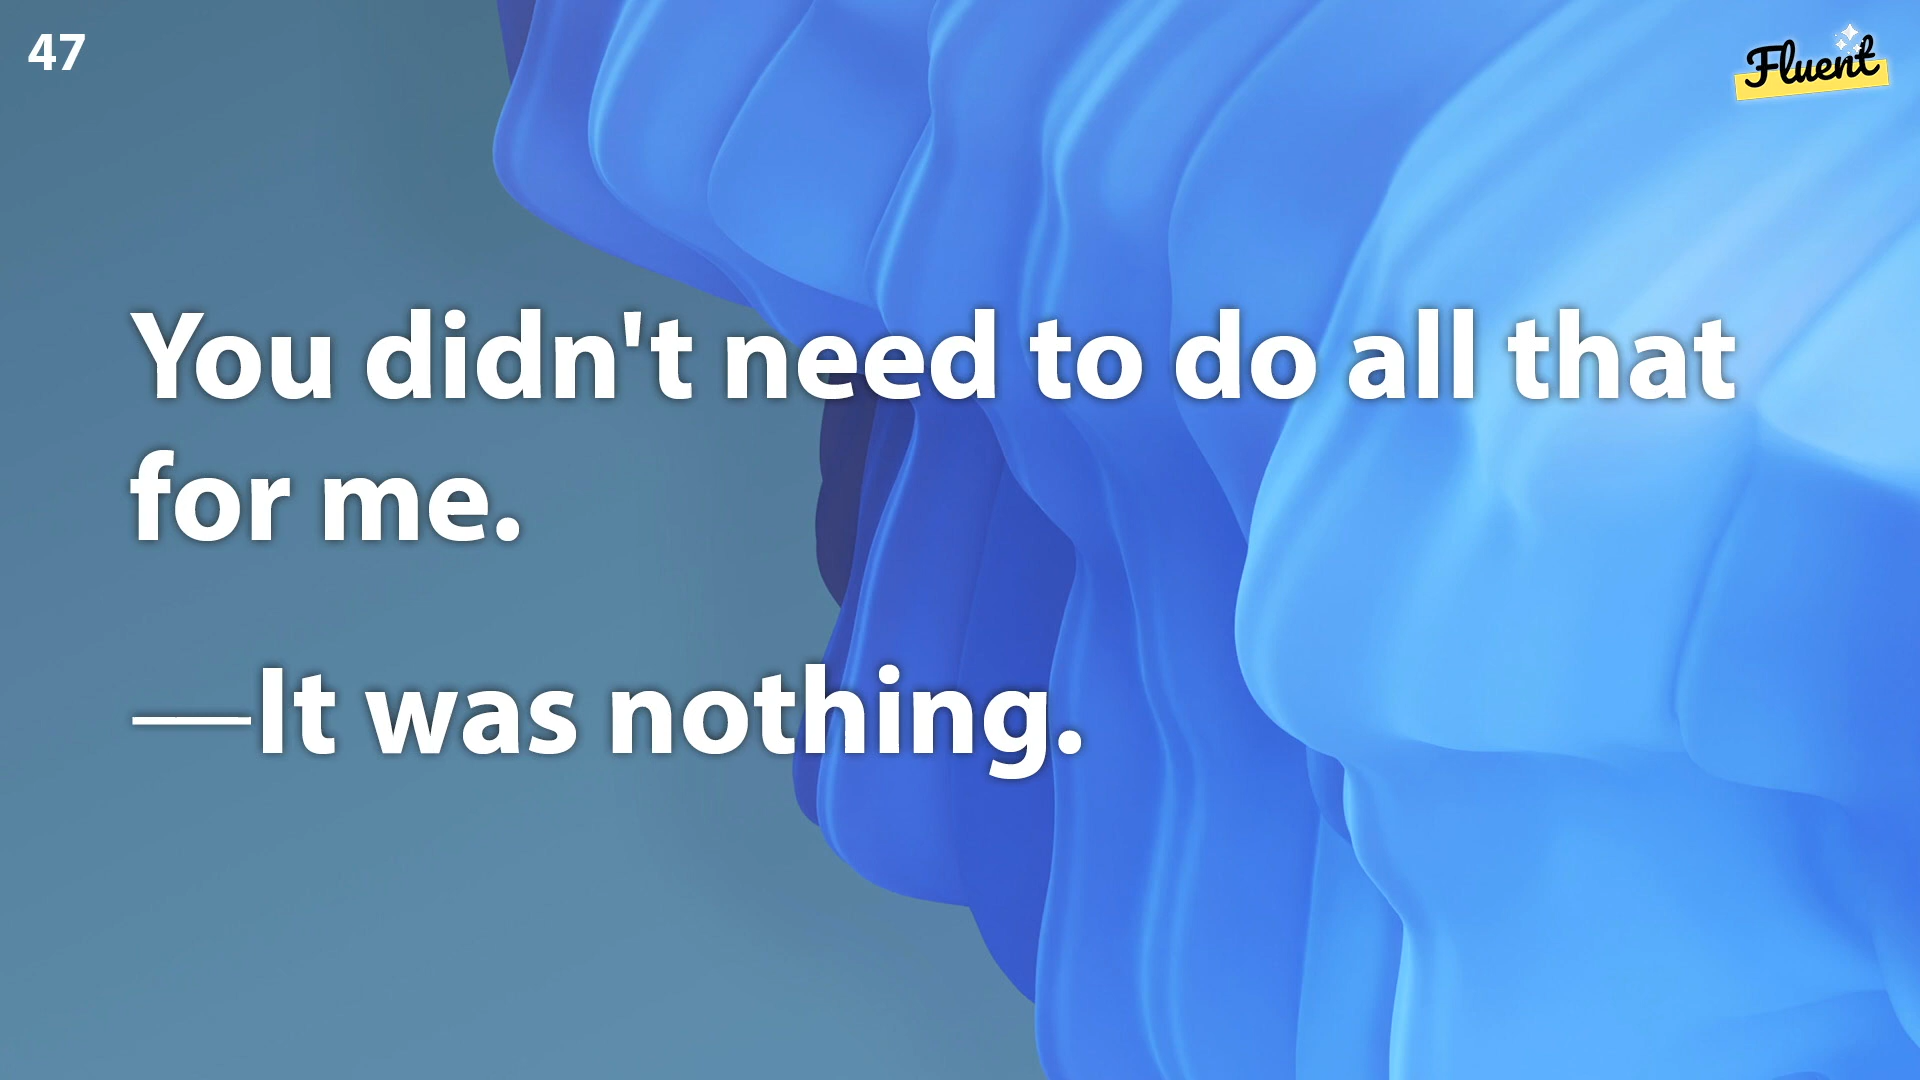 47
Fluent
You didn't need to do all that
for me.
—It was nothing.